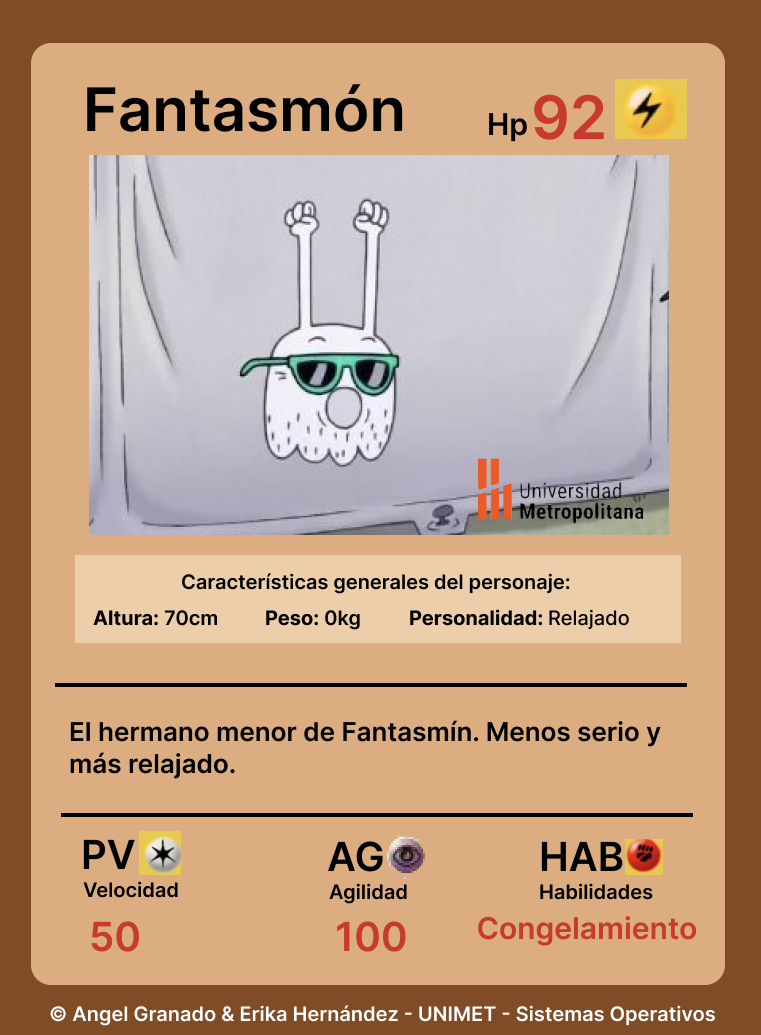 Fantasmón
Hp 92
Universidad
Metropolitana
Características generales del personaje:
Altura: 70cm Peso: 0kg Personalidad: Relajado
El hermano menor de Fantasmín. Menos serio y
más relajado.
PV AG HAB
Velocidad Agilidad Habilidades
50 100 Congelamiento
© Angel Granado & Erika Hernández - UNIMET - Sistemas Operativos